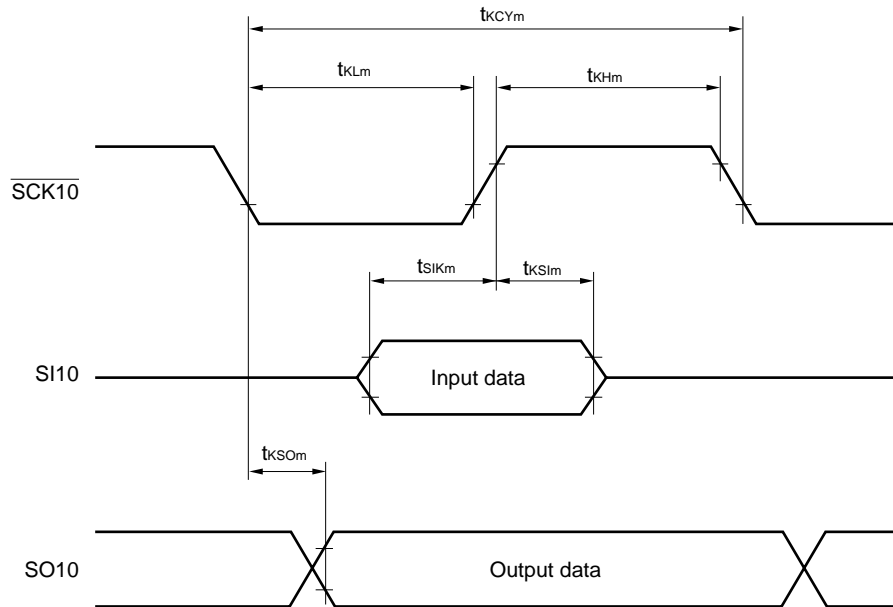 tKCYm
tKLm
tKHm
SCK10
tSIKm
tKSIm
SI10
Input data
tKSOm
SO10
Output data